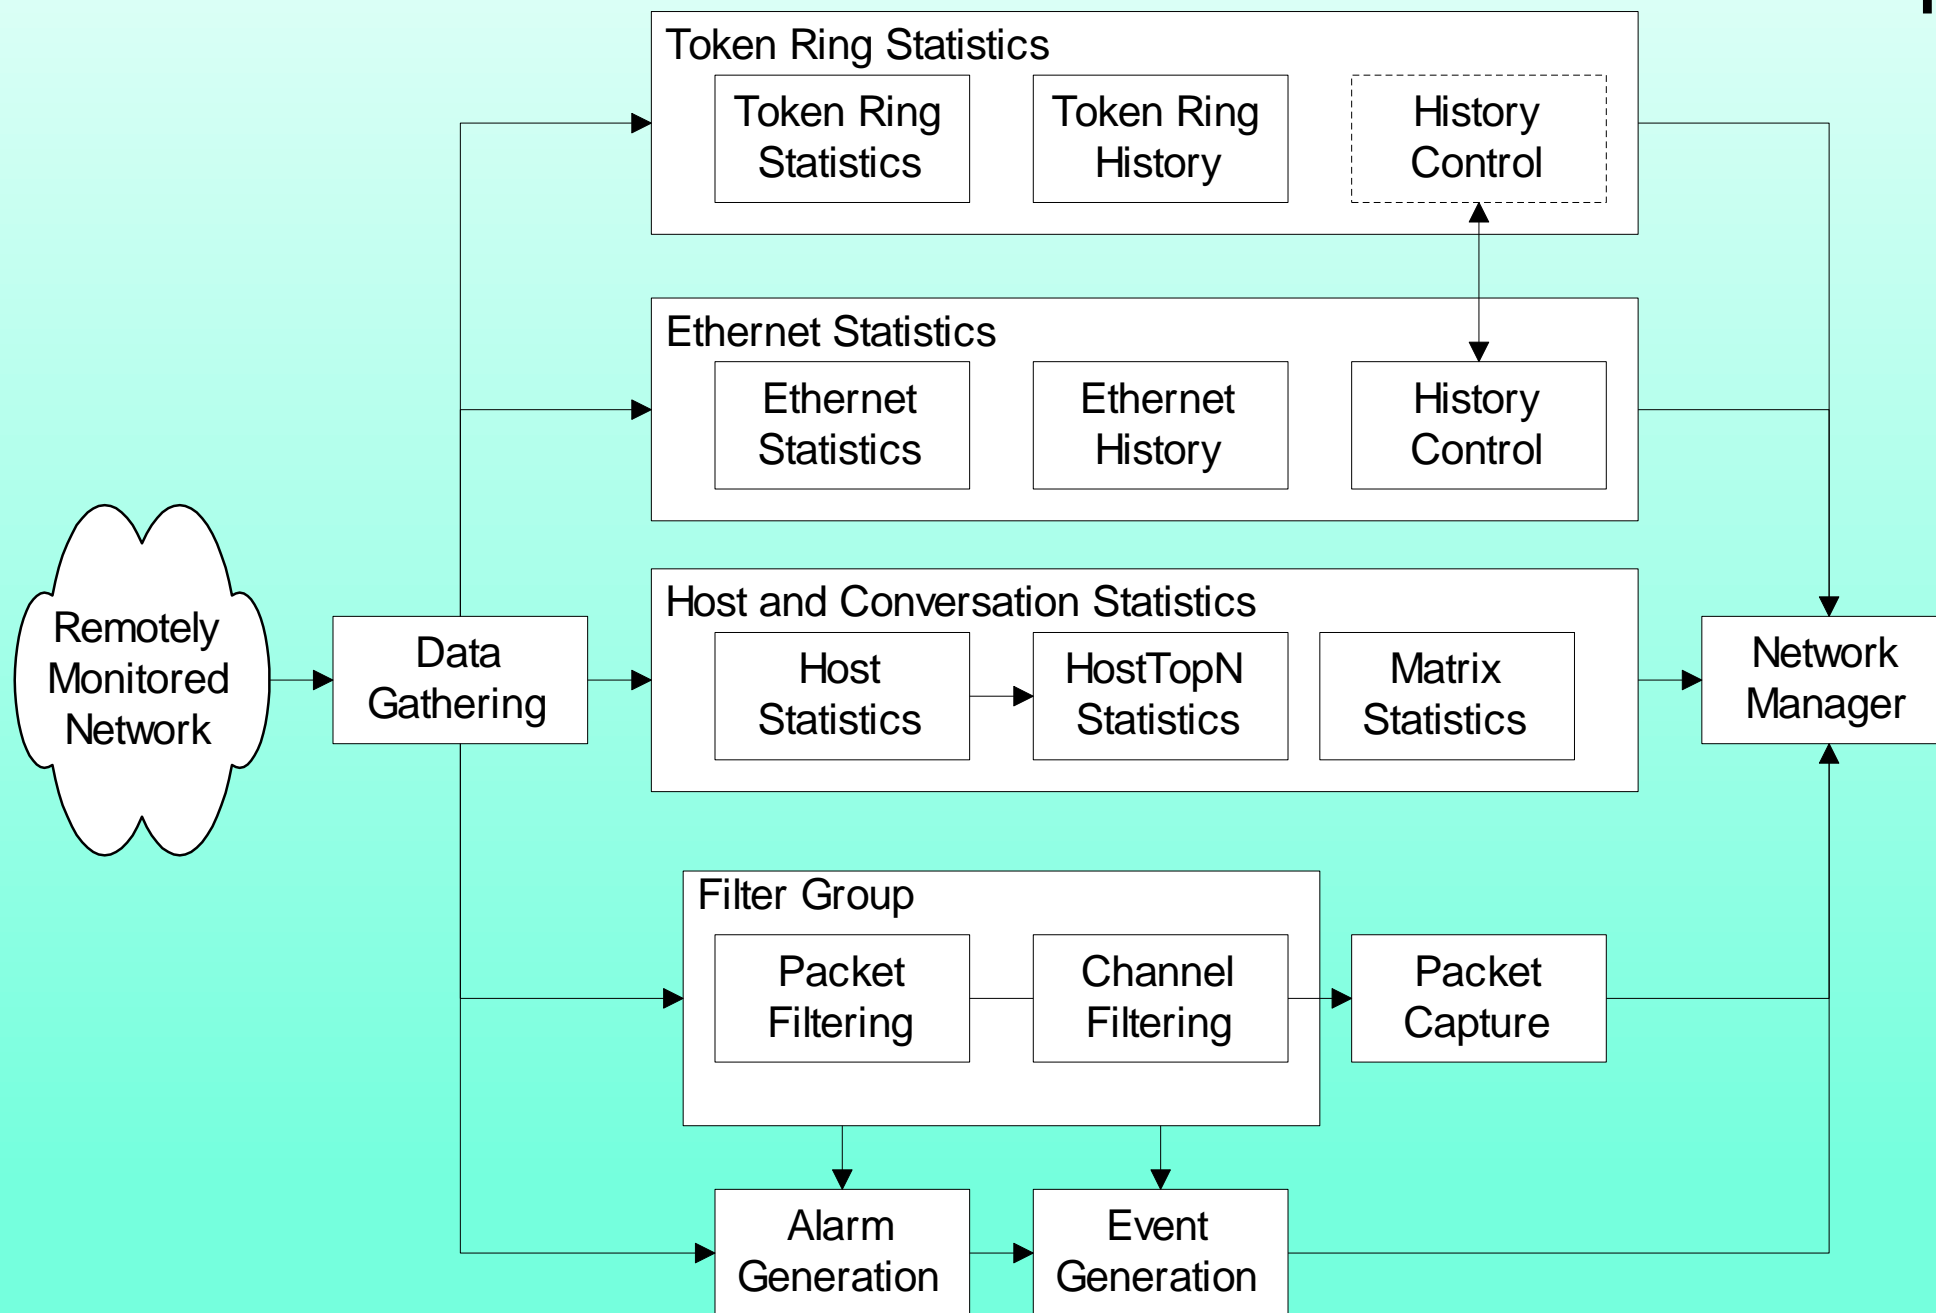 Token Ring Statistics
Token Ring
Statistics
Token Ring
History
History
Control
Ethernet Statistics
Ethernet
Statistics
Ethernet
History
History
Control
Remotely
Monitored
Network
Data
Gathering
Host and Conversation Statistics
Host
Statistics
HostTopN
Statistics
Matrix
Statistics
Network
Manager
Filter Group
Packet
Filtering
Channel
Filtering
Packet
Capture
Alarm
Generation
Event
Generation